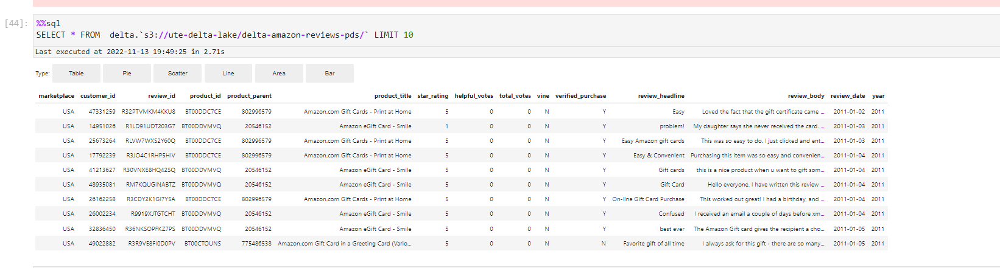 [44]: %%sql
SELECT * FROM  delta.`s3://ute-delta-lake/delta-amazon-reviews-pds/` LIMIT 10
Last executed at 2022-11-13 19:49:25 in 2.71s
Type: Table Pie Scatter Line Area Bar
marketplace customer_id review_id product_id product_parent product_title star_rating helpful_votes total_votes vine verified_purchase review_headline review_body review_date year
USA 47331259 R32PTVMKM4KKU8 BT00DDC7CE 802996579 Amazon.com Gift Cards - Print at Home 5 0 0 N Y Easy Loved the fact that the gift certificate came ... 2011-01-02 2011
USA 14951026 R1LD91UDT203G7 BT00DDVMVQ 20546152 Amazon eGift Card - Smile 1 0 0 N Y problem! My daughter says she never received the card. ... 2011-01-03 2011
USA 25673264 RLVW7WXS2Y60Q BT00DDC7CE 802996579 Amazon.com Gift Cards - Print at Home 5 0 0 N Y Easy Amazon gift cards This was so easy to do. I just clicked and ent... 2011-01-03 2011
USA 17792239 R3JO4C1RHP5HIV BT00DDC7CE 802996579 Amazon.com Gift Cards - Print at Home 5 0 0 N Y Easy & Convenient Purchasing this item was so easy and convenien... 2011-01-04 2011
USA 41213627 R30VNXE8HQ42SQ BT00DDVMVQ 20546152 Amazon eGift Card - Smile 5 0 0 N Y Gift cards this is a nice product when u want to gift som... 2011-01-04 2011
USA 48935081 RM7KQUGINABTZ BT00DDVMVQ 20546152 Amazon eGift Card - Smile 5 0 0 N Y Gift Card Hello everyone. I have written this review ... 2011-01-04 2011
USA 26162258 R3CDY2K1GI7Y5A BT00DDC7CE 802996579 Amazon.com Gift Cards - Print at Home 5 0 0 N Y On-line Gift Card Purchase This worked out great! I had a birthday, and ... 2011-01-04 2011
USA 26002234 R9919XJTGTCHT BT00DDVMVQ 20546152 Amazon eGift Card - Smile 5 0 0 N Y Confused I received an email a couple of days before xm... 2011-01-04 2011
USA 32836450 R36NKSOPFKZ7PS BT00DDVMVQ 20546152 Amazon eGift Card - Smile 5 0 0 N Y best ever The Amazon Gift card gives the recipient a cho... 2011-01-05 2011
USA 49022882 R3R9VE8FI0D0PV BT00CTOUNS 775486538 Amazon.com Gift Card in a Greeting Card (Vario... 5 0 0 N N Favorite gift of all time I always ask for this gift - there are so many... 2011-01-05 2011